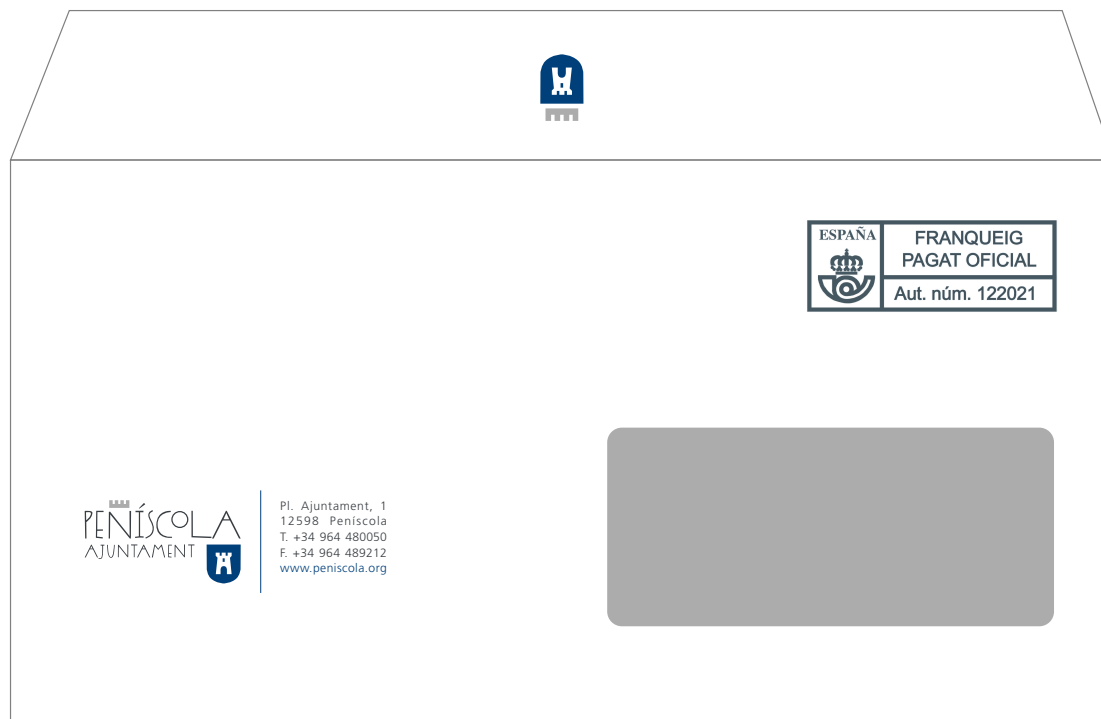 ESPAÑA
FRANQUEIG
PAGAT OFICIAL
Aut. núm. 122021
PENÍSCOLA
AJUNTAMENT
Pl. Ajuntament, 1
12598 Peníscola
T. +34 964 480050
F. +34 964 489212
www.peniscola.org